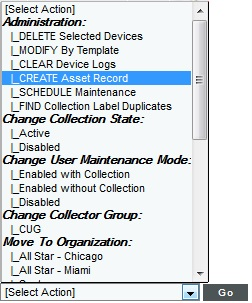 [Select Action]
Administration:
|_DELETE Selected Devices
|_MODIFY By Template
|_CLEAR Device Logs
|_CREATE Asset Record
|_SCHEDULE Maintenance
|_FIND Collection Label Duplicates
Change Collection State:
|_Active
|_Disabled
Change User Maintenance Mode:
|_Enabled with Collection
|_Enabled without Collection
|_Disabled
Change Collector Group:
|_CUG
Move To Organization:
|_All Star - Chicago
|_All Star - Miami
[Select Action]
Go